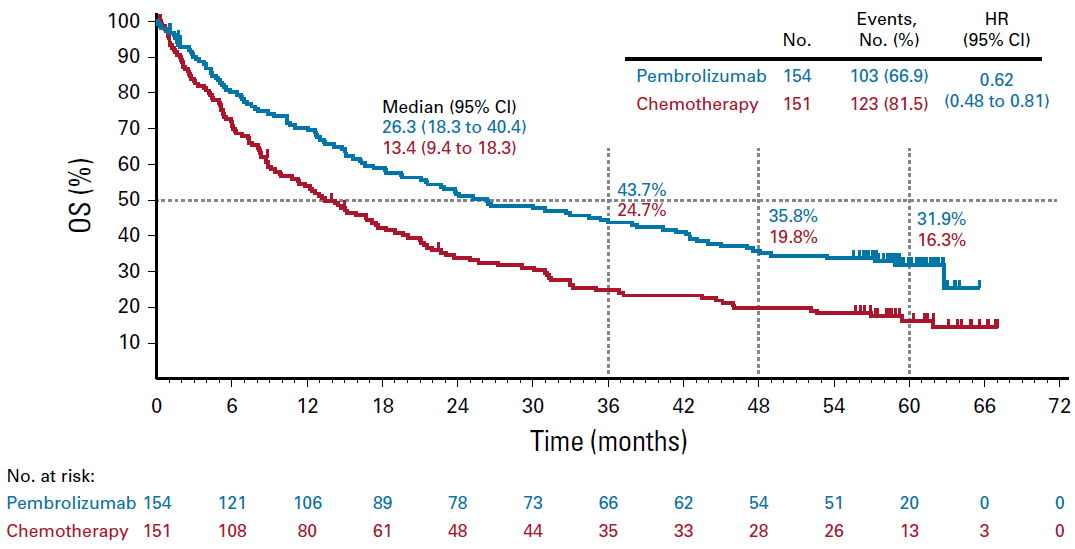 Events, HR
No. No. (%) (95% CI)
Pembrolizumab 154 103 (66.9) 0.62
Chemotherapy 151 123 (81.5) (0.48 to 0.81)
Median (95% CI)
26.3 (18.3 to 40.4)
13.4 (9.4 to 18.3)
43.7%
24.7%
35.8%
19.8%
31.9%
16.3%
OS (%)
100
90
80
70
60
50
40
30
20
10
0 6 12 18 24 30 36 42 48 54 60 66 72
Time (months)
No. at risk:
Pembrolizumab 154 121 106 89 78 73 66 62 54 51 20 0 0
Chemotherapy 151 108 80 61 48 44 35 33 28 26 13 3 0